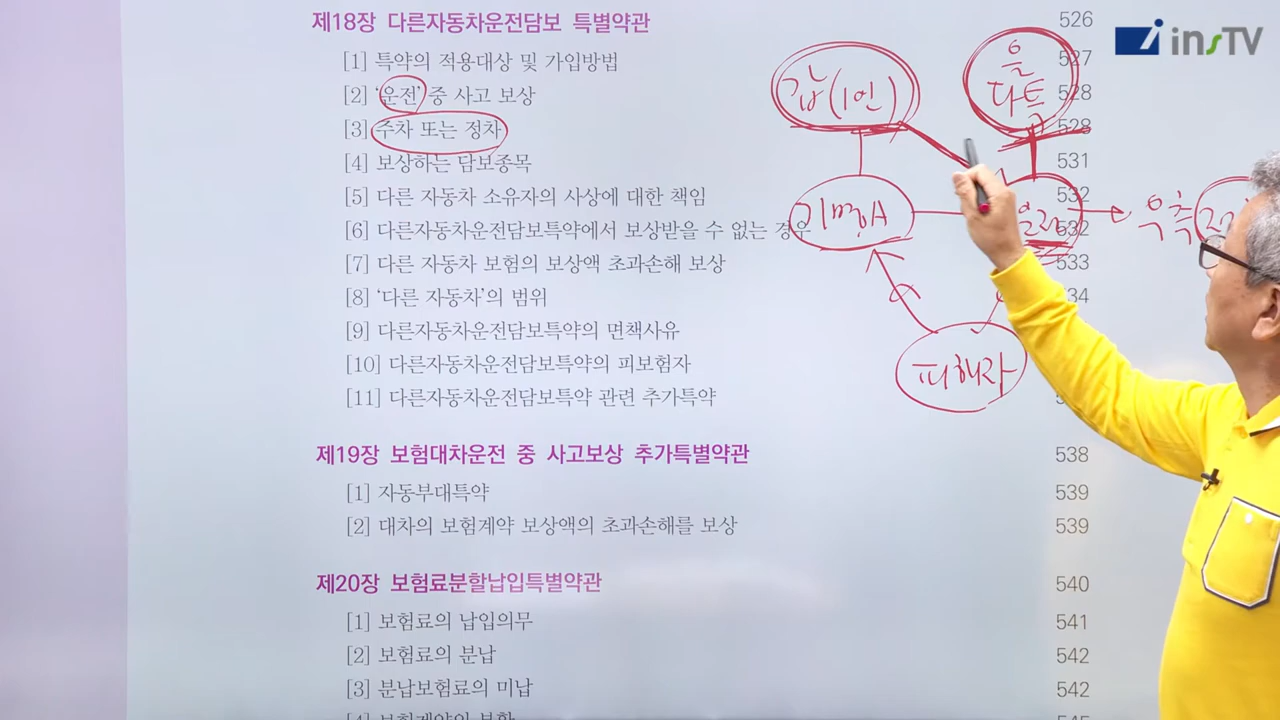 제18장 다른자동차운전담보 특별약관 526
[1] 특약의 적용대상 및 가입방법 527
[2] '운전' 중 사고 보상 528
[3] 주차 또는 정차 528
[4] 보상하는 담보종목 531
[5] 다른 자동차 소유자의 사상에 대한 책임 532
[6] 다른자동차운전담보특약에서 보상받을 수 없는 경우 532
[7] 다른 자동차 보험의 보상액 초과손해 보상 533
[8] '다른 자동차'의 범위 534
[9] 다른자동차운전담보특약의 면책사유
[10] 다른자동차운전담보특약의 피보험자
[11] 다른자동차운전담보특약 관련 추가특약
제19장 보험대차운전 중 사고보상 추가특별약관 538
[1] 자동부대특약 539
[2] 대차의 보험계약 보상액의 초과손해를 보상 539
제20장 보험료분할납입특별약관 540
[1] 보험료의 납입의무 541
[2] 보험료의 분납 542
[3] 분납보험료의 미납 542
갑(1인)
을
기명A
피해자
insTV